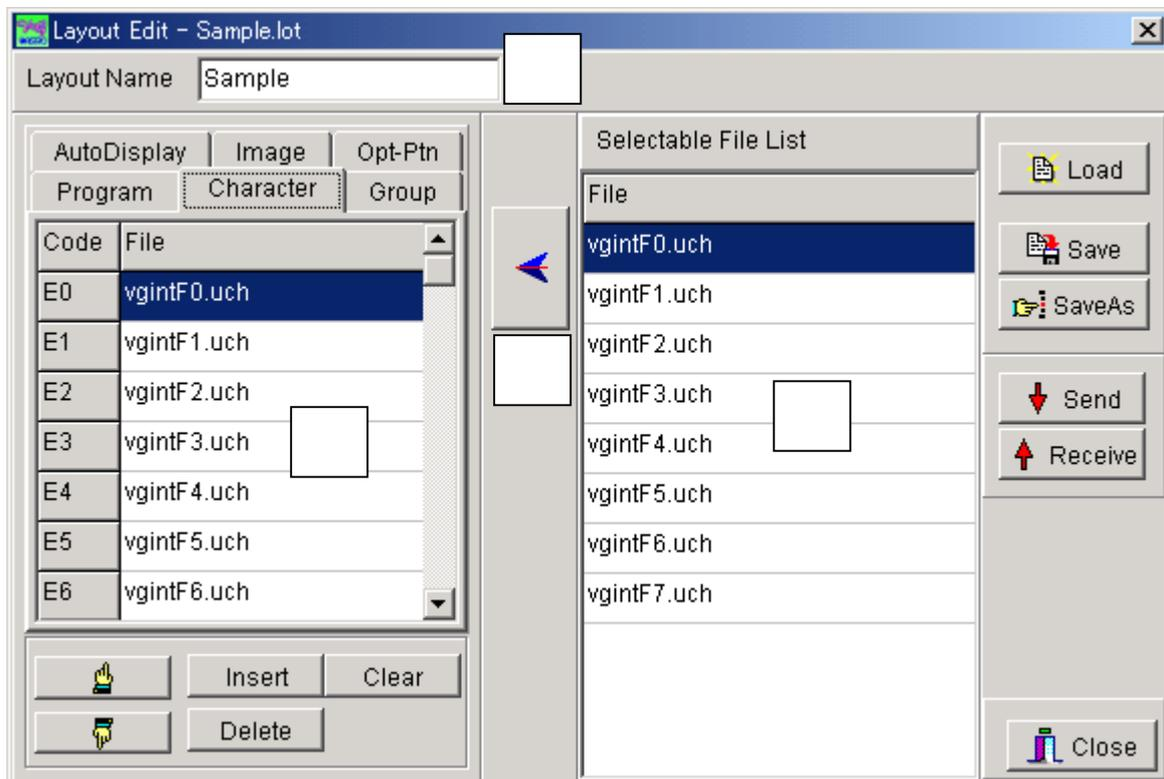 Layout Edit - Sample.lot
Layout Name Sample
AutoDisplay Image Opt-Ptn
Program Character Group
Code File
E0 vgintF0.uch
E1 vgintF1.uch
E2 vgintF2.uch
E3 vgintF3.uch
E4 vgintF4.uch
E5 vgintF5.uch
E6 vgintF6.uch
Insert Clear
Delete
Selectable File List
File
vgintF0.uch
vgintF1.uch
vgintF2.uch
vgintF3.uch
vgintF4.uch
vgintF5.uch
vgintF6.uch
vgintF7.uch
Load
Save
SaveAs
Send
Receive
Close